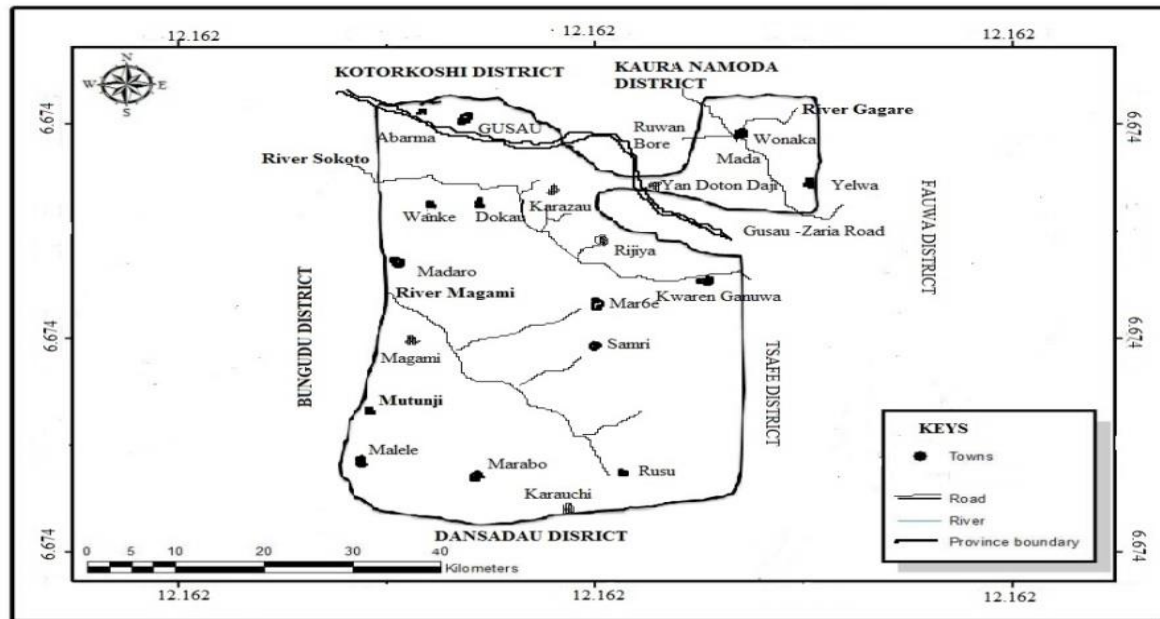 12.162
12.162
12.162
N
W E
S
KOTORKOSHI DISTRICT
KAURA NAMODA
DISTRICT
6.674
6.674
River Gagare
Abarma
GUSAU
Ruwan
Bore
Wonaka
Mada
River Sokoto
Yan Doton Daji
Yelwa
Karazau
Wanke
Dokau
Gusau -Zaria Road
FAUWA DISTRICT
Rijiya
Madaro
River Magami
Kwaren Ganuwa
Mar6e
BUNGUDU DISTRICT
6.674
6.674
Samri
Magami
TSAFE DISTRICT
Mutunji
KEYS
Towns
Malele
Marabo
Rusu
Karauchi
Road
River
Province boundary
DANSADAU DISRICT
6.674
6.674
0 5 10 20 30 40
Kilometers
12.162
12.162
12.162